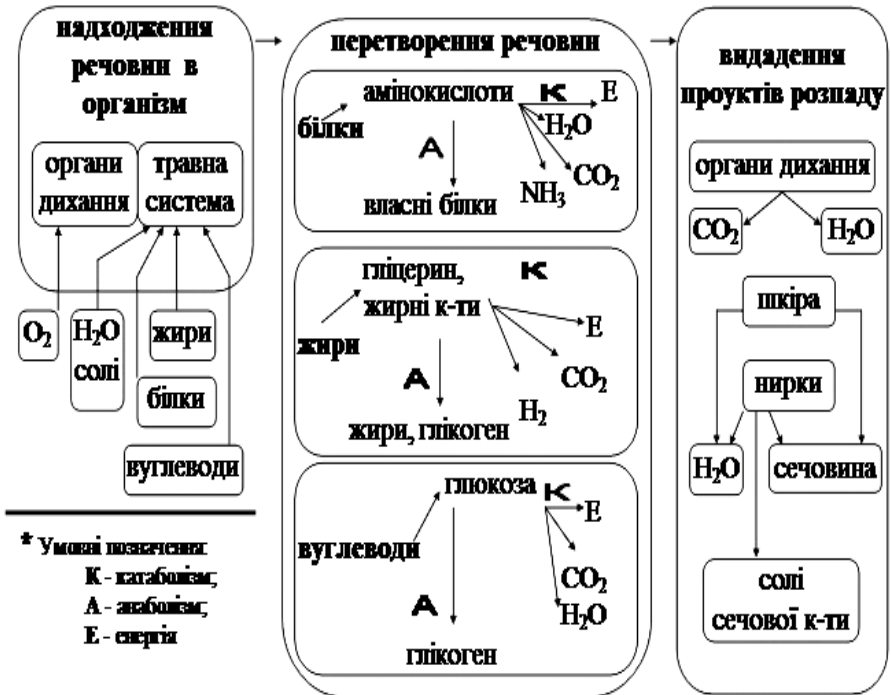 надходження
речовин в
організм
органи
дихання
травна
система
O₂
H₂O
солі
жири
білки
вуглеводи
* Умовні позначення:
К - катаболізм;
А - анаболізм;
Е - енергія
перетворення речовин
амінокислоти К Е
білки
H₂O
А
CO₂
NH₃
власні білки
гліцерин, К
жирні к-ти
Е
жири
CO₂
А
H₂
жири, глікоген
глюкоза К
Е
вуглеводи
CO₂
А
H₂O
глікоген
видадення
проуктів розпаду
органи дихання
CO₂
H₂O
шкіра
нирки
H₂O
сечовина
солі
сечової к-ти